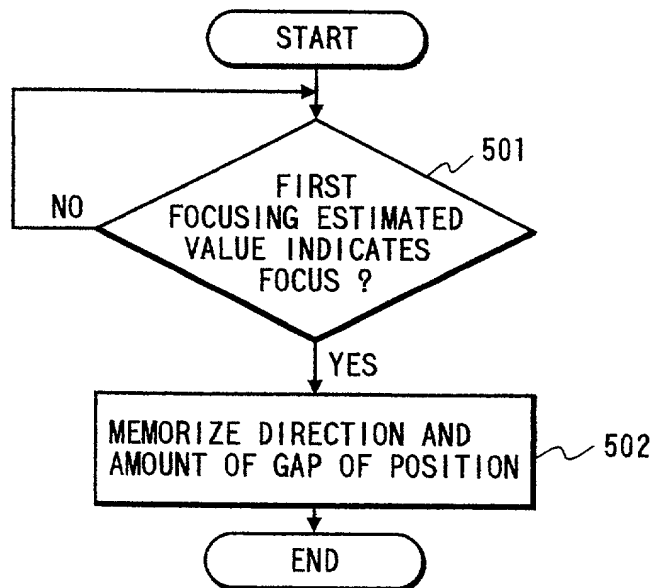 START
501
FIRST
FOCUSING ESTIMATED
VALUE INDICATES
FOCUS ?
NO
YES
MEMORIZE DIRECTION AND
AMOUNT OF GAP OF POSITION
502
END